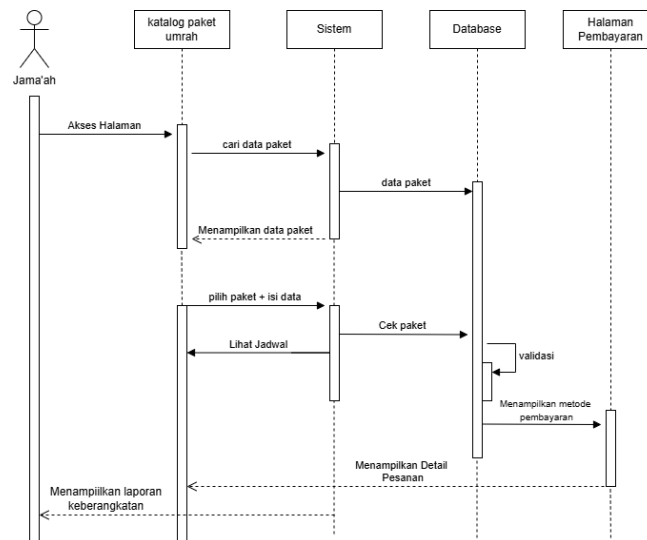 katalog paket
umrah
Sistem
Database
Halaman
Pembayaran
Jama'ah
Akses Halaman
cari data paket
data paket
Menampilkan data paket
pilih paket + isi data
Cek paket
Lihat Jadwal
validasi
Menampilkan metode
pembayaran
Menampilkan Detail
Pesanan
Menampiilkan laporan
keberangkatan